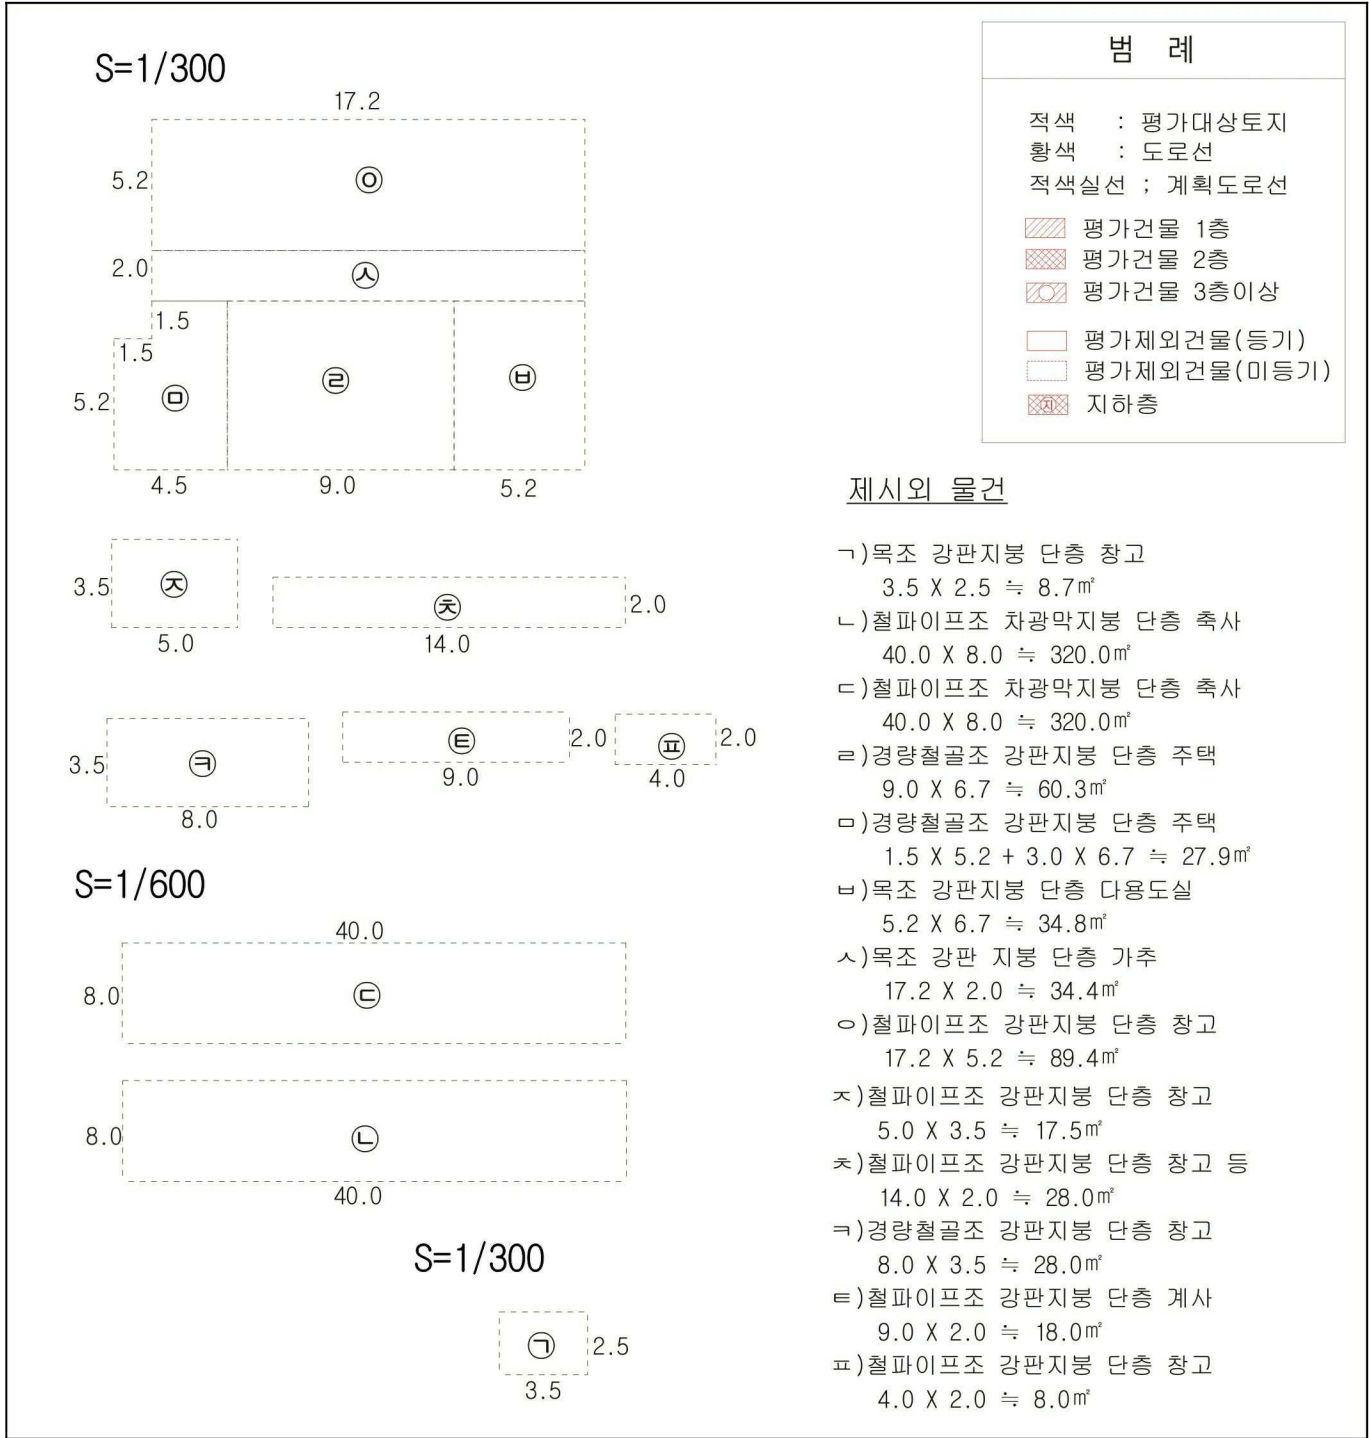 S=1/300
17.2
5.2
㉧
2.0
㉦
1.5
1.5
5.2
㉤
㉣
㉥
4.5
9.0
5.2
3.5
㉨
5.0
㉩
2.0
14.0
3.5
㉪
8.0
㉫
2.0
9.0
㉬
2.0
4.0
S=1/600
40.0
8.0
㉢
8.0
㉡
40.0
S=1/300
㉠
2.5
3.5
범 례
적색 : 평가대상토지
황색 : 도로선
적색실선 ; 계획도로선
평가건물 1층
평가건물 2층
평가건물 3층이상
평가제외건물(등기)
평가제외건물(미등기)
지 지하층
제시외 물건
ㄱ)목조 강판지붕 단층 창고
3.5 X 2.5 ≒ 8.7㎡
ㄴ)철파이프조 차광막지붕 단층 축사
40.0 X 8.0 ≒ 320.0㎡
ㄷ)철파이프조 차광막지붕 단층 축사
40.0 X 8.0 ≒ 320.0㎡
ㄹ)경량철골조 강판지붕 단층 주택
9.0 X 6.7 ≒ 60.3㎡
ㅁ)경량철골조 강판지붕 단층 주택
1.5 X 5.2 + 3.0 X 6.7 ≒ 27.9㎡
ㅂ)목조 강판지붕 단층 다용도실
5.2 X 6.7 ≒ 34.8㎡
ㅅ)목조 강판 지붕 단층 가추
17.2 X 2.0 ≒ 34.4㎡
ㅇ)철파이프조 강판지붕 단층 창고
17.2 X 5.2 ≒ 89.4㎡
ㅈ)철파이프조 강판지붕 단층 창고
5.0 X 3.5 ≒ 17.5㎡
ㅊ)철파이프조 강판지붕 단층 창고 등
14.0 X 2.0 ≒ 28.0㎡
ㅋ)경량철골조 강판지붕 단층 창고
8.0 X 3.5 ≒ 28.0㎡
ㅌ)철파이프조 강판지붕 단층 계사
9.0 X 2.0 ≒ 18.0㎡
ㅍ)철파이프조 강판지붕 단층 창고
4.0 X 2.0 ≒ 8.0㎡